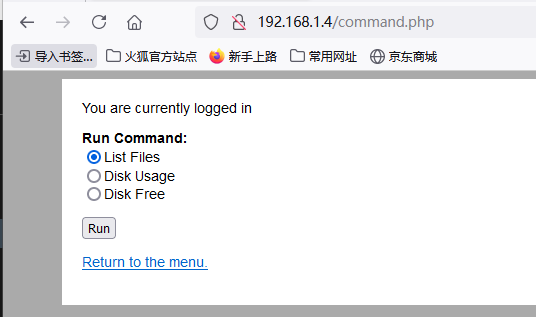 192.168.1.4/command.php
导入书签... 火狐官方站点 新手上路 常用网址 京东商城
You are currently logged in
Run Command:
List Files
Disk Usage
Disk Free
Run
Return to the menu.